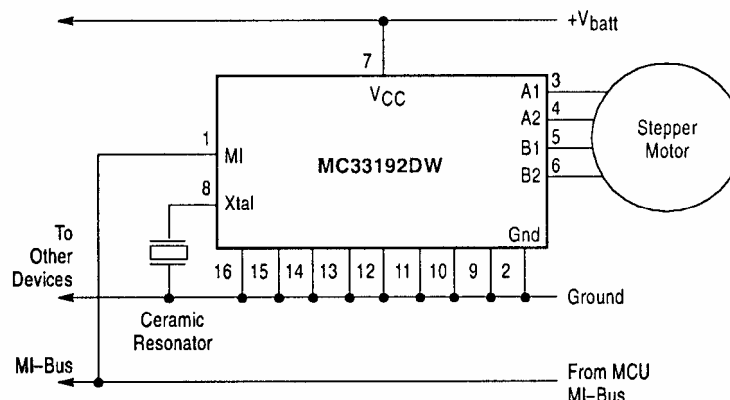 +Vbatt
7
VCC
3
A1
4
A2
1
MI
MC33192DW
5
B1
6
B2
Stepper
Motor
8
Xtal
Gnd
To
Other
Devices
16 15 14 13 12 11 10 9 2
Ground
Ceramic
Resonator
MI–Bus
From MCU
MI–Bus